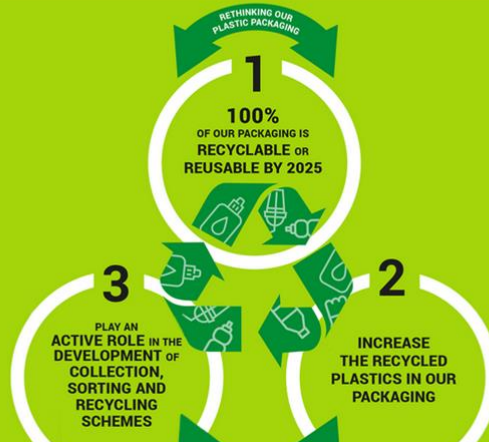 RETHINKING OUR
PLASTIC PACKAGING
1
100%
OF OUR PACKAGING IS
RECYCLABLE OR
REUSABLE BY 2025
2
INCREASE
THE RECYCLED
PLASTICS IN OUR
PACKAGING
3
PLAY AN
ACTIVE ROLE IN THE
DEVELOPMENT OF
COLLECTION,
SORTING AND
RECYCLING
SCHEMES